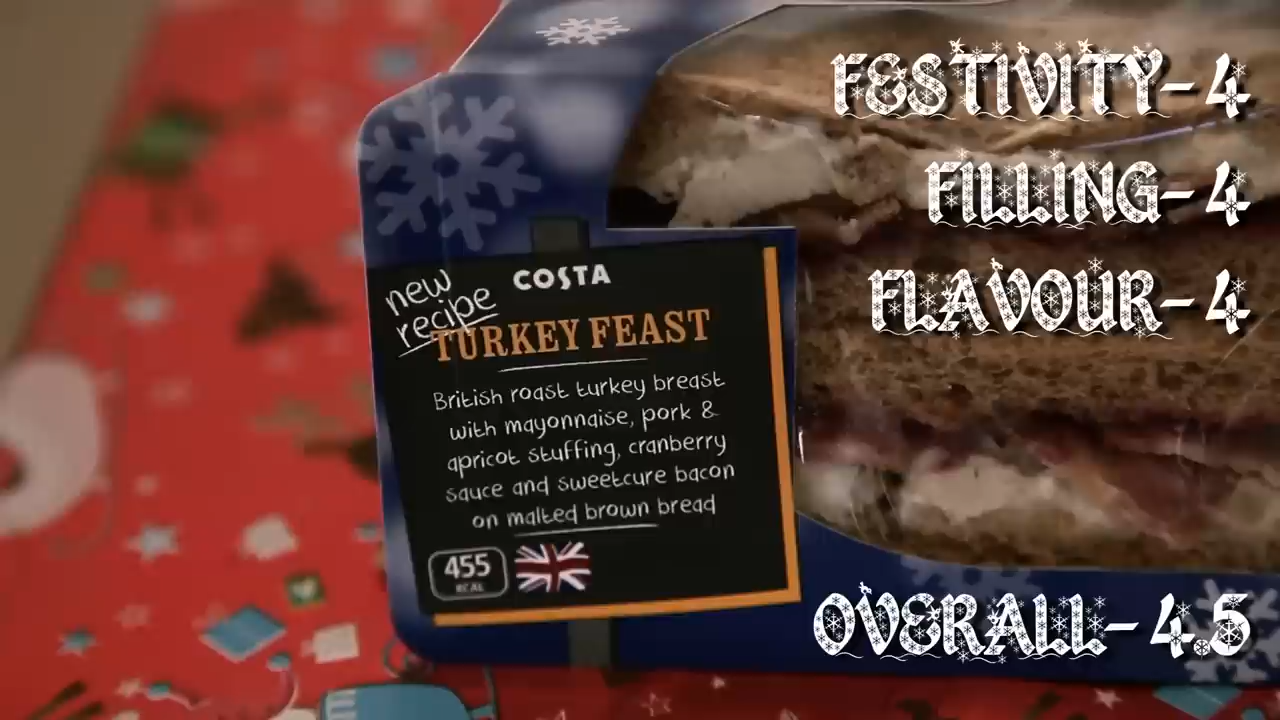 FESTIVITY- 4
FILLING- 4
FLAVOUR- 4
new
recipe
COSTA
TURKEY FEAST
British roast turkey breast
with mayonnaise, pork &
apricot stuffing, cranberry
sauce and sweetcure bacon
on malted brown bread
455
KCAL
OVERALL- 4.5